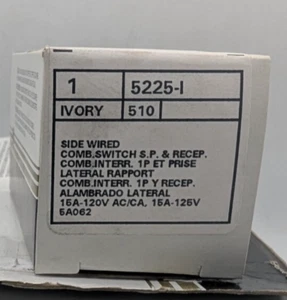 1 5225-I
IVORY 510
SIDE WIRED
COMB.SWITCH S.P. & RECEP.
COMB.INTERR. 1P ET PRISE
LATERAL RAPPORT
COMB.INTERR. 1P Y RECEP.
ALAMBRADO LATERAL
15A-120V AC/CA, 15A-125V
5A062